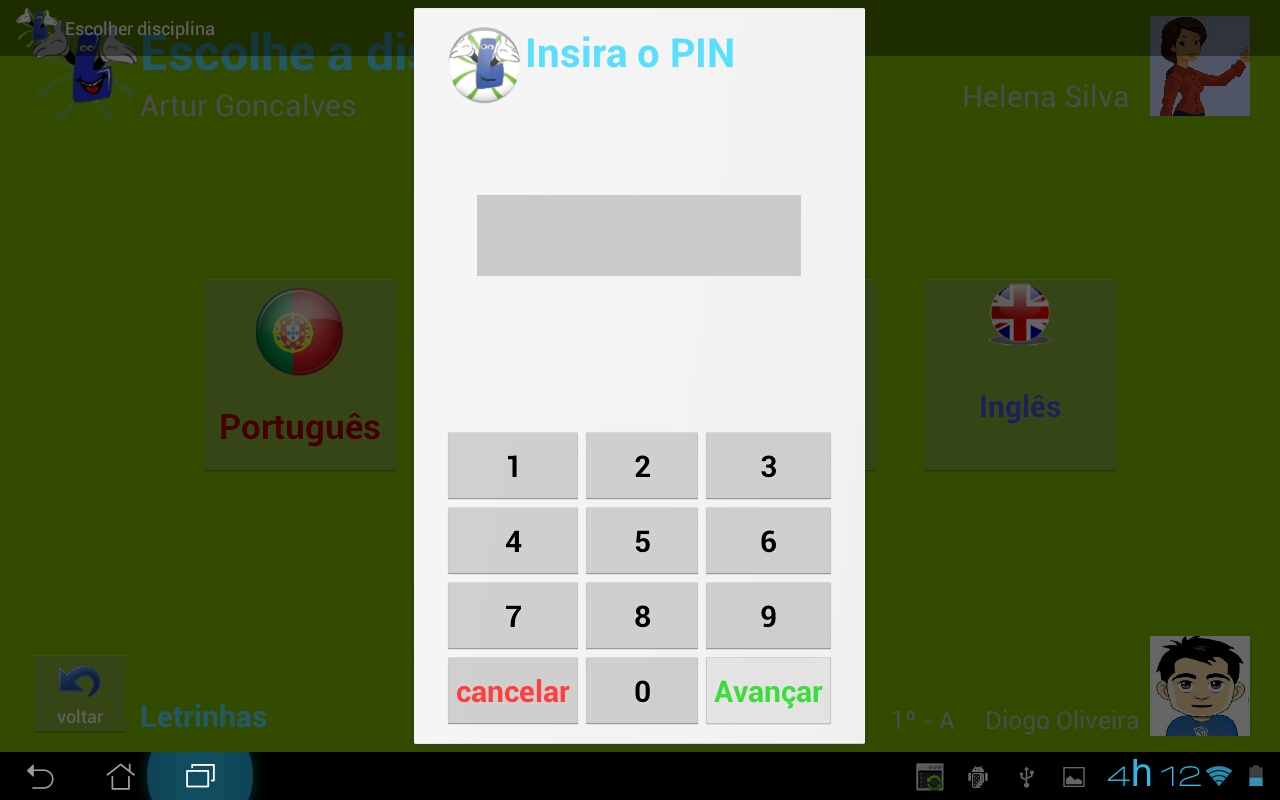 Escolher disciplina
Escolhe a dis
Artur Goncalves
Helena Silva
Insira o PIN
Português
Inglês
1 2 3
4 5 6
7 8 9
cancelar 0 Avançar
voltar
Letrinhas
1º - A Diogo Oliveira
4h 12